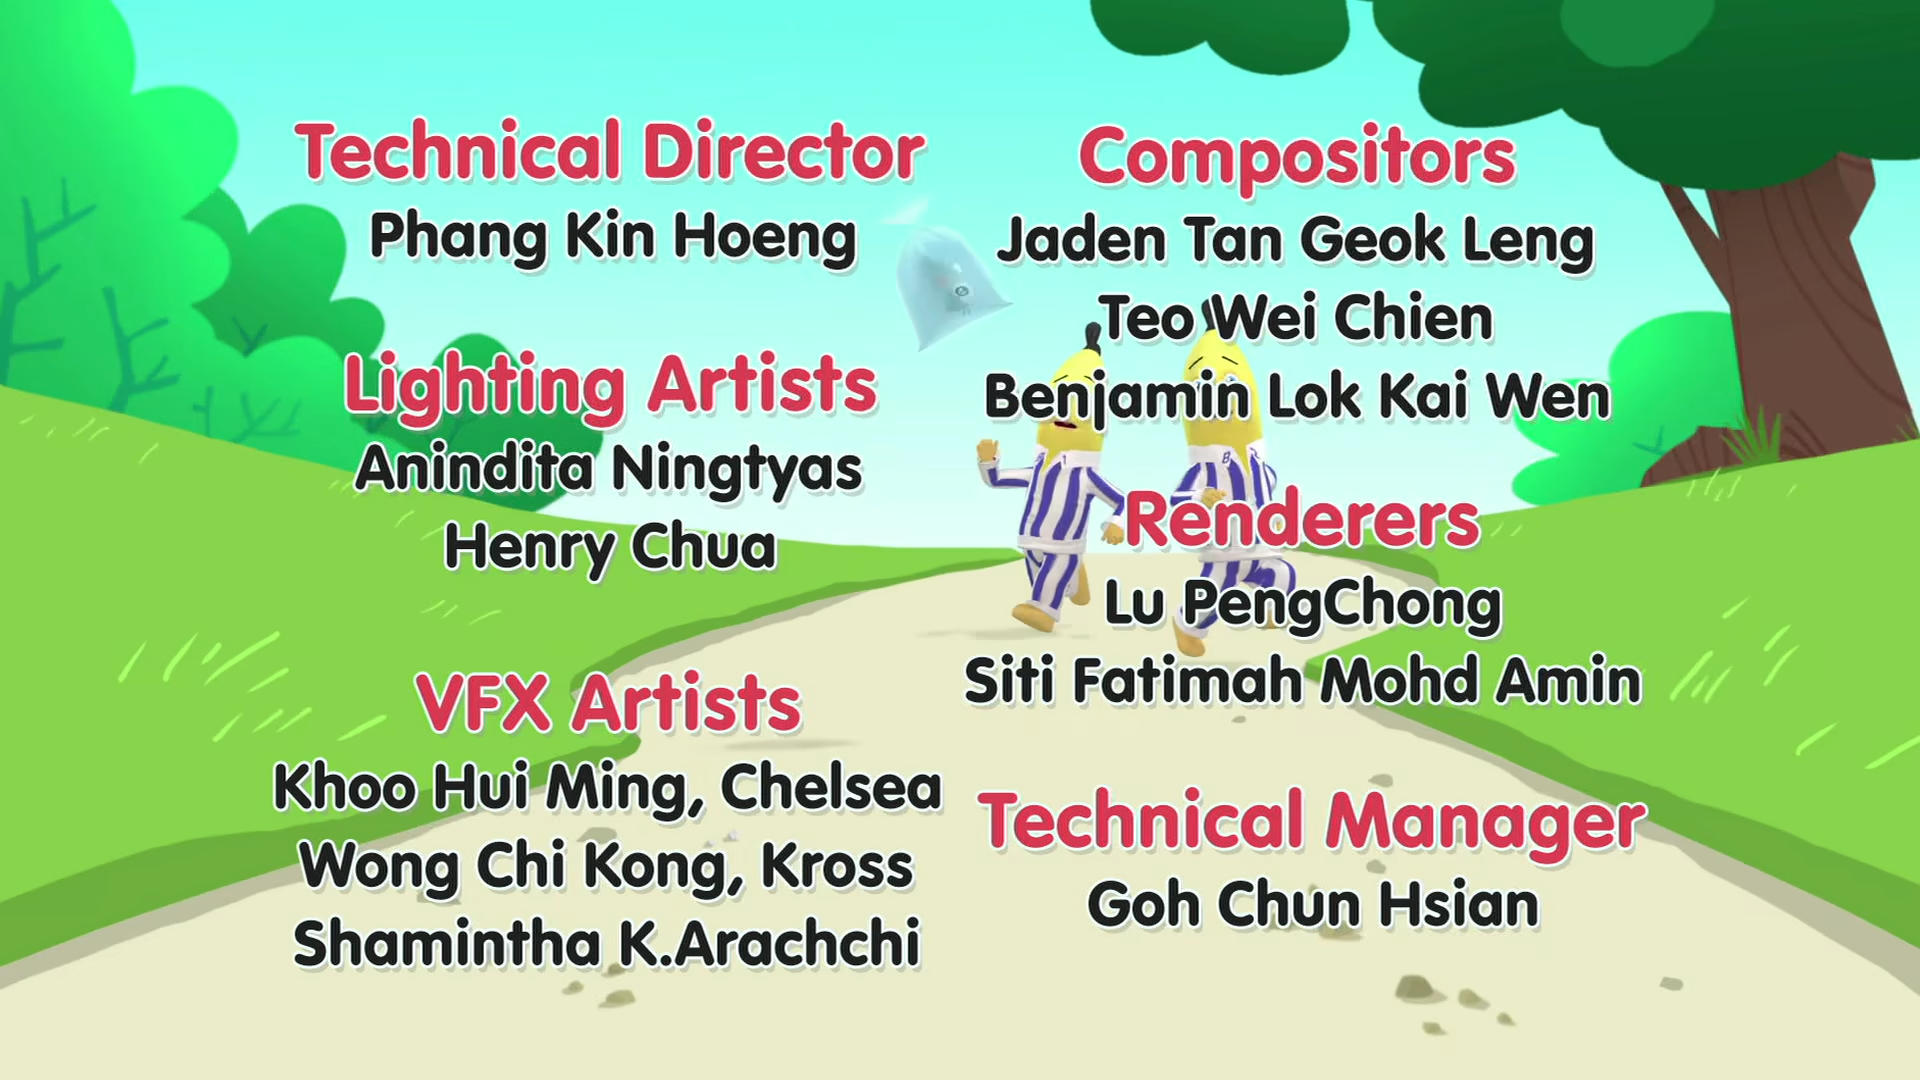 Technical Director
Phang Kin Hoeng
Lighting Artists
Anindita Ningtyas
Henry Chua
VFX Artists
Khoo Hui Ming, Chelsea
Wong Chi Kong, Kross
Shamintha K.Arachchi
Compositors
Jaden Tan Geok Leng
Teo Wei Chien
Benjamin Lok Kai Wen
Renderers
Lu PengChong
Siti Fatimah Mohd Amin
Technical Manager
Goh Chun Hsian